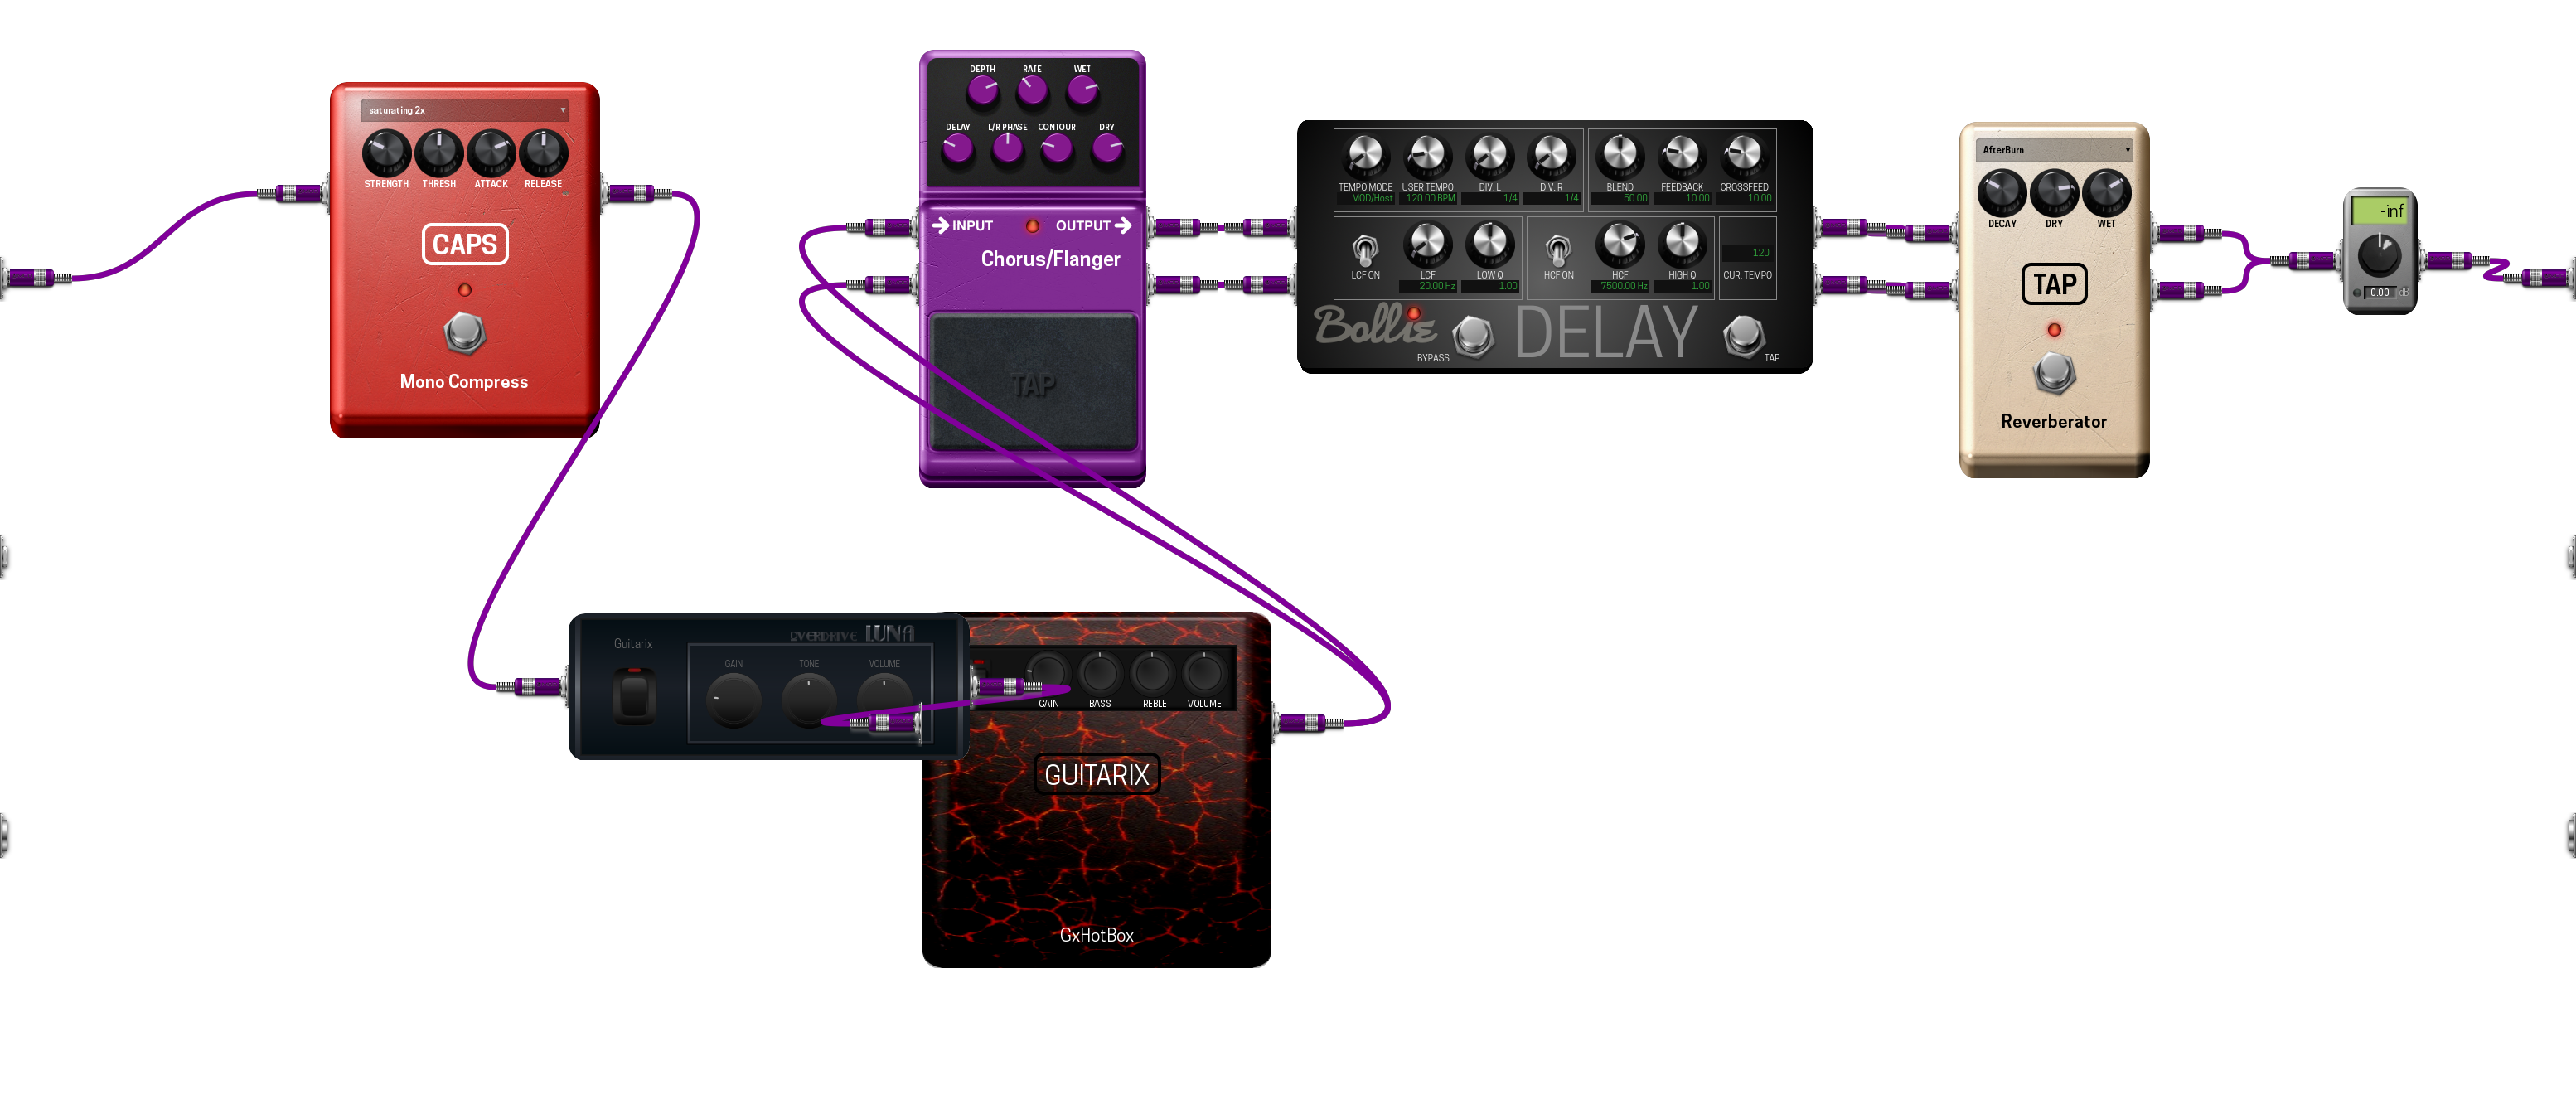 saturating 2x
STRENGTH THRESH ATTACK RELEASE
CAPS
Mono Compress
DEPTH RATE WET
DELAY L/R PHASE CONTOUR DRY
INPUT OUTPUT
Chorus/Flanger
TAP
TEMPO MODE USER TEMPO DIV. L DIV. R BLEND FEEDBACK CROSSFEED
MOD/Host 120.00 BPM 1/4 1/4 50.00 10.00 10.00
120
LCF ON LCF LOW Q HCF ON HCF HIGH Q CUR. TEMPO
20.00 Hz 1.00 7500.00 Hz 1.00
Bollie DELAY
BYPASS TAP
AfterBurn
DECAY DRY WET
TAP
Reverberator
-inf
0.00 dB
Guitarix
OVERDRIVE LUNA
GAIN TONE VOLUME
GAIN BASS TREBLE VOLUME
GUITARIX
GxHotBox